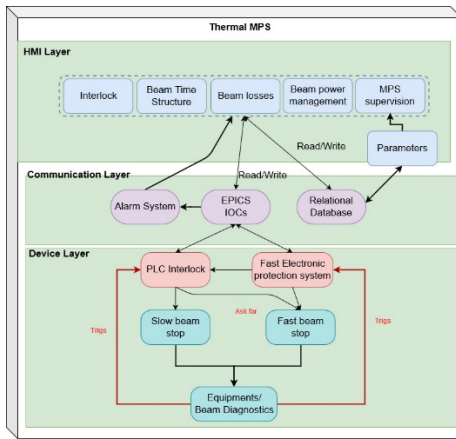 Thermal MPS
HMI Layer
Interlock
Beam Time
Structure
Beam losses
Beam power
management
MPS
supervision
Read/Write
Parameters
Communication Layer
Read/Write
Alarm System
EPICS
IOCs
Relational
Database
Device Layer
PLC Interlock
Fast Electronic
protection system
Ask for
Trigs
Slow beam
stop
Fast beam
stop
Trigs
Equipments/
Beam Diagnostics